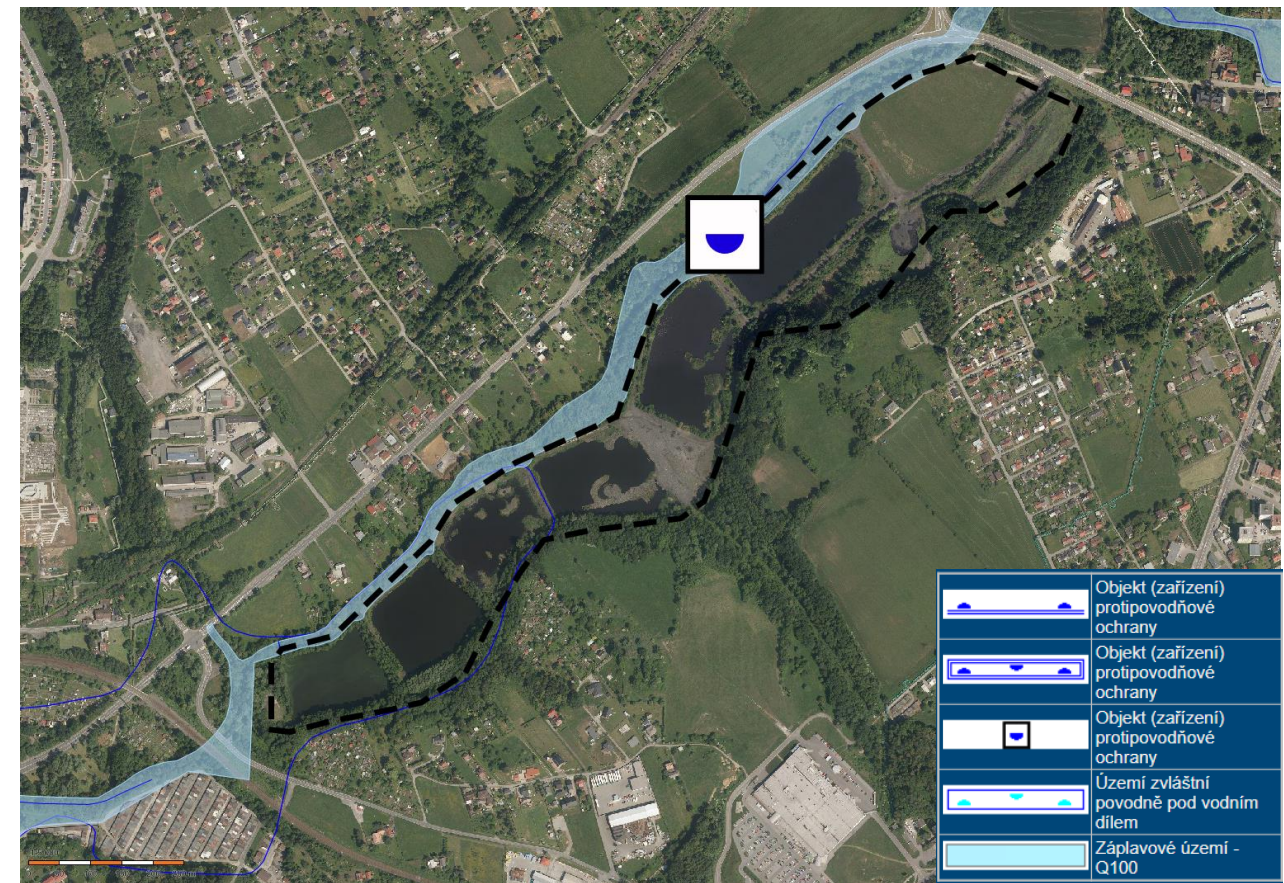 Objekt (zařízení)
protipovodňové
ochrany
Objekt (zařízení)
protipovodňové
ochrany
Objekt (zařízení)
protipovodňové
ochrany
Území zvláštní
povodně pod vodním
dílem
Záplavové území -
Q100